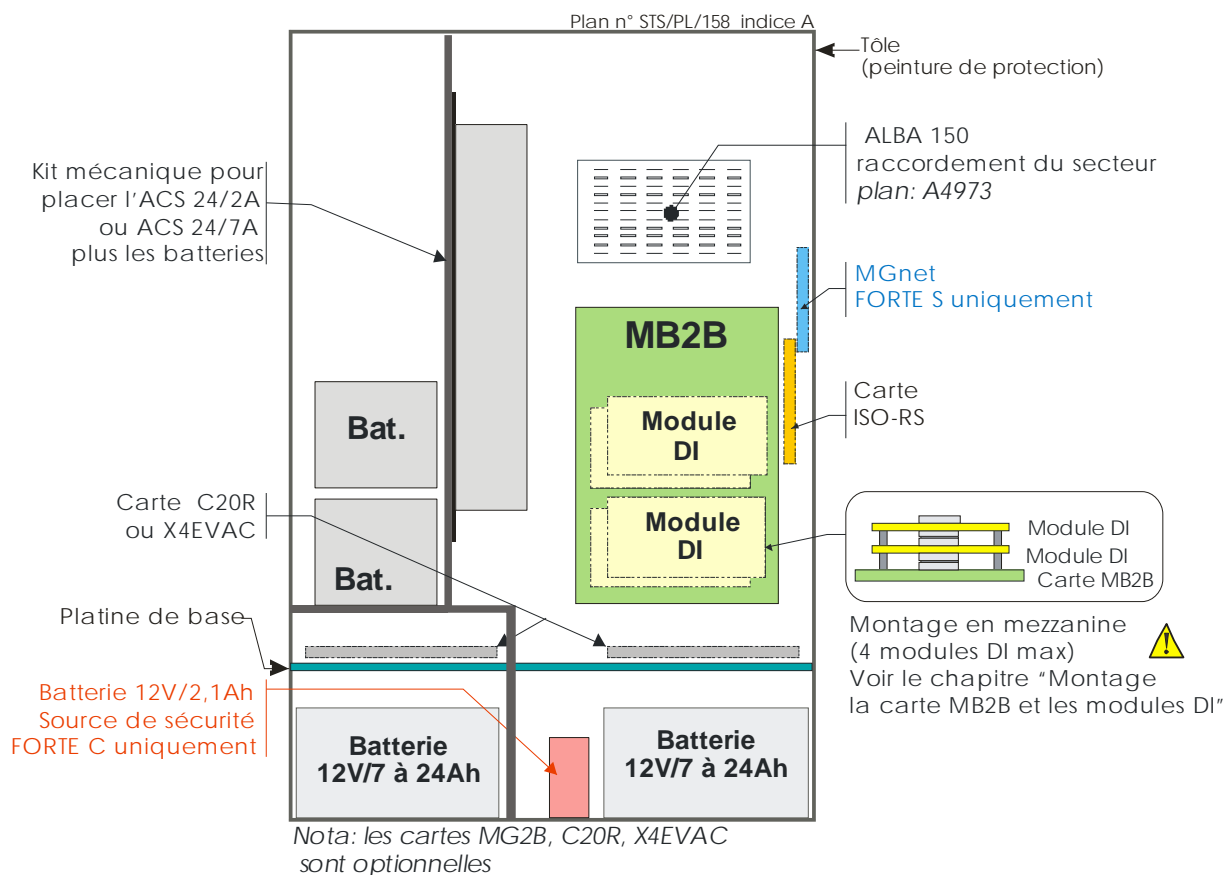 Plan n° STS/PL/158 indice A
Tôle
(peinture de protection)
ALBA 150
raccordement du secteur
plan: A4973
Kit mécanique pour
placer l'ACS 24/2A
ou ACS 24/7A
plus les batteries
MGnet
FORTE S uniquement
MB2B
Carte
ISO-RS
Bat.
Module
DI
Carte C20R
ou X4EVAC
Module
DI
Bat.
Module DI
Module DI
Carte MB2B
Platine de base
Montage en mezzanine
(4 modules DI max)
Voir le chapitre "Montage
la carte MB2B et les modules DI"
Batterie 12V/2,1Ah
Source de sécurité
FORTE C uniquement
Batterie
12V/7 à 24Ah
Batterie
12V/7 à 24Ah
Nota: les cartes MG2B, C20R, X4EVAC
sont optionnelles